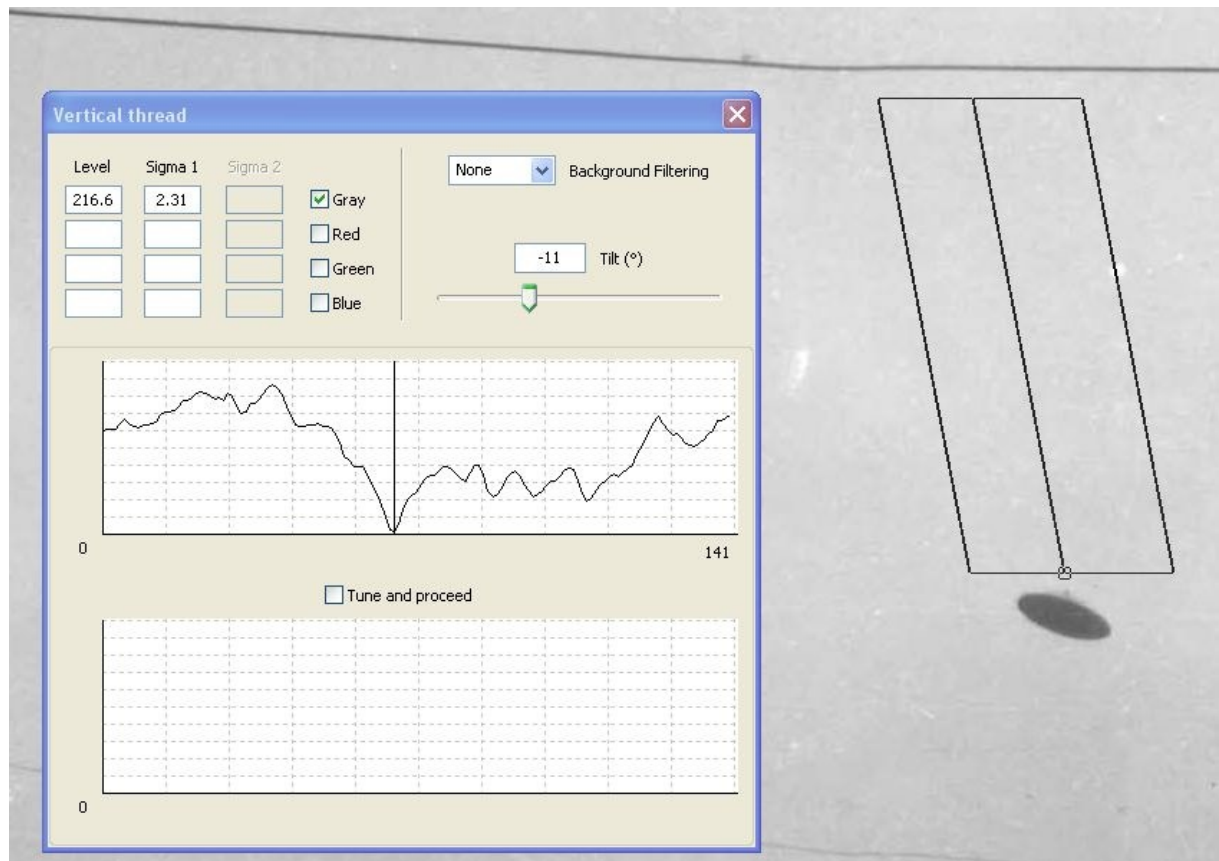 Vertical thread
Level Sigma 1 Sigma 2
216.6 2.31 Gray
Red
Green
Blue
None Background Filtering
-11 Tilt (°)
0 141
Tune and proceed
0